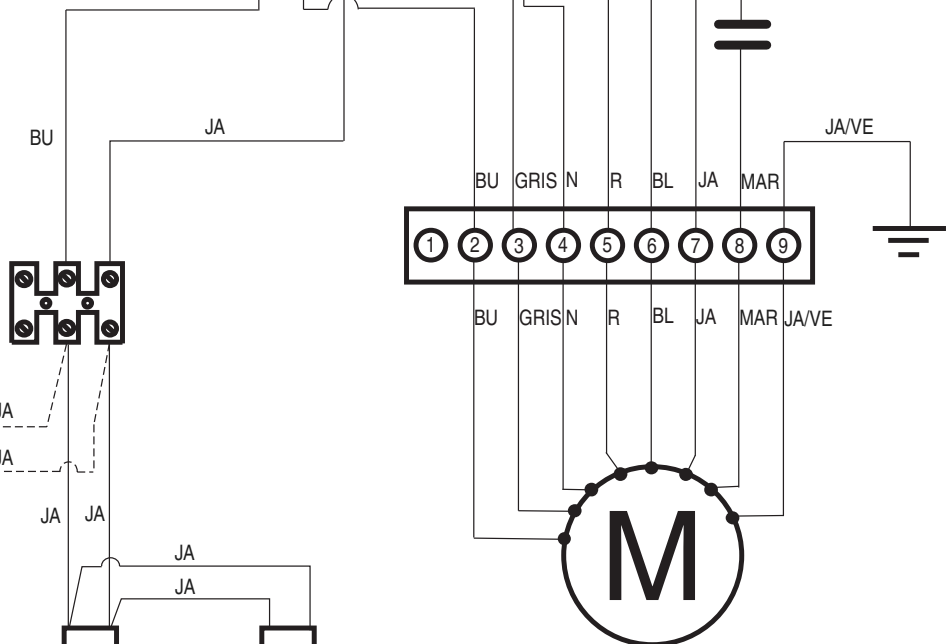 BU
JA
JA/VE
BU GRIS N R BL JA MAR
1 2 3 4 5 6 7 8 9
BU GRIS N R BL JA MAR JA/VE
JA
JA
JA JA
JA
JA
M